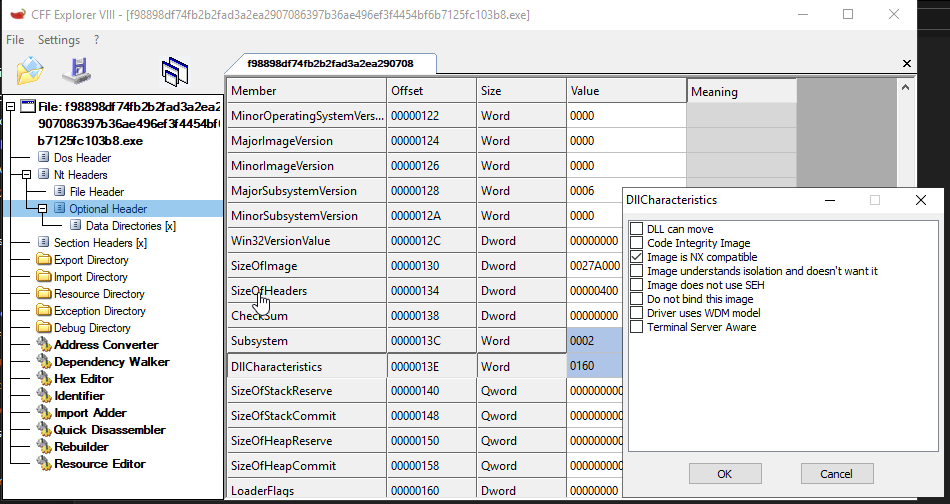 CFF Explorer VIII - [f98898df74fb2b2fad3a2ea2907086397b36ae496ef3f4454bf6b7125fc103b8.exe]
File Settings ?
f98898df74fb2b2fad3a2ea290708
File: f98898df74fb2b2fad3a2ea2
907086397b36ae496ef3f4454bf6
b7125fc103b8.exe
Dos Header
Nt Headers
File Header
Optional Header
Data Directories [x]
Section Headers [x]
Export Directory
Import Directory
Resource Directory
Exception Directory
Debug Directory
Address Converter
Dependency Walker
Hex Editor
Identifier
Import Adder
Quick Disassembler
Rebuilder
Resource Editor
Member Offset Size Value Meaning
MinorOperatingSystemVers... 00000122 Word 0000
MajorImageVersion 00000124 Word 0000
MinorImageVersion 00000126 Word 0000
MajorSubsystemVersion 00000128 Word 0006
MinorSubsystemVersion 0000012A Word 0000
Win32VersionValue 0000012C Dword 00000000
SizeOfImage 00000130 Dword 0027A000
SizeOfHeaders 00000134 Dword 00000400
CheckSum 00000138 Dword 00000000
Subsystem 0000013C Word 0002
DllCharacteristics 0000013E Word 0160
SizeOfStackReserve 00000140 Qword 000000000
SizeOfStackCommit 00000148 Qword 000000000
SizeOfHeapReserve 00000150 Qword 000000000
SizeOfHeapCommit 00000158 Qword 000000000
LoaderFlags 00000160 Dword 00000000
DllCharacteristics
DLL can move
Code Integrity Image
Image is NX compatible
Image understands isolation and doesn't want it
Image does not use SEH
Do not bind this image
Driver uses WDM model
Terminal Server Aware
OK Cancel